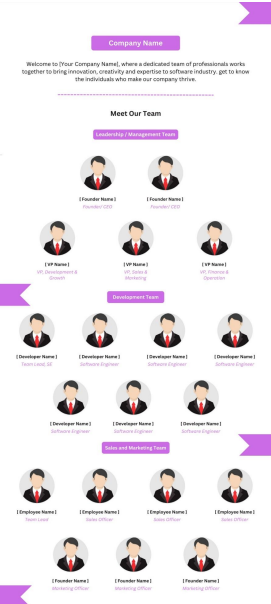 Company Name
Welcome to [Your Company Name], where a dedicated team of professionals works
together to bring innovation, creativity and expertise to software industry. get to know
the individuals who make our company thrive.
Meet Our Team
Leadership / Management Team
[ Founder Name ] [ Founder Name ]
Founder/ CEO Founder/ CEO
[ VP Name ] [ VP Name ] [ VP Name ]
VP, Development & VP, Sales & VP, Finance &
Growth Marketing Operation
Development Team
[ Developer Name ] [ Developer Name ] [ Developer Name ] [ Developer Name ]
Team Lead, SE Software Engineer Software Engineer Software Engineer
[ Developer Name ] [ Developer Name ] [ Developer Name ]
Software Engineer Software Engineer Software Engineer
Sales and Marketing Team
[ Employee Name ] [ Employee Name ] [ Employee Name ] [ Employee Name ]
Team Lead Sales Officer Sales Officer Sales Officer
[ Founder Name ] [ Founder Name ] [ Founder Name ]
Marketing Officer Marketing Officer Marketing Officer